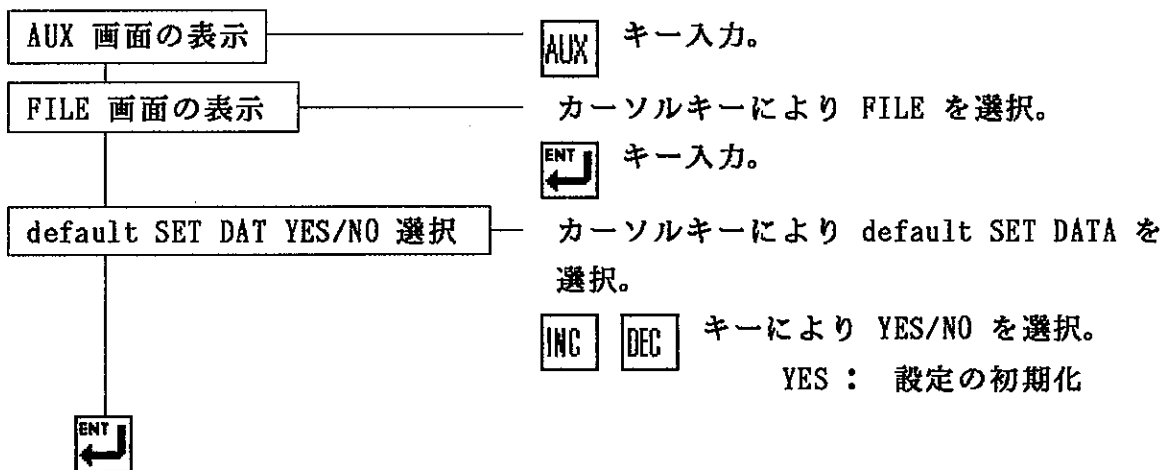 AUX 画面の表示 AUX キー入力。
FILE 画面の表示 カーソルキーにより FILE を選択。
ENT キー入力。
default SET DAT YES/NO 選択 カーソルキーにより default SET DATA を
選択。
INC DEC キーにより YES/NO を選択。
YES : 設定の初期化
ENT